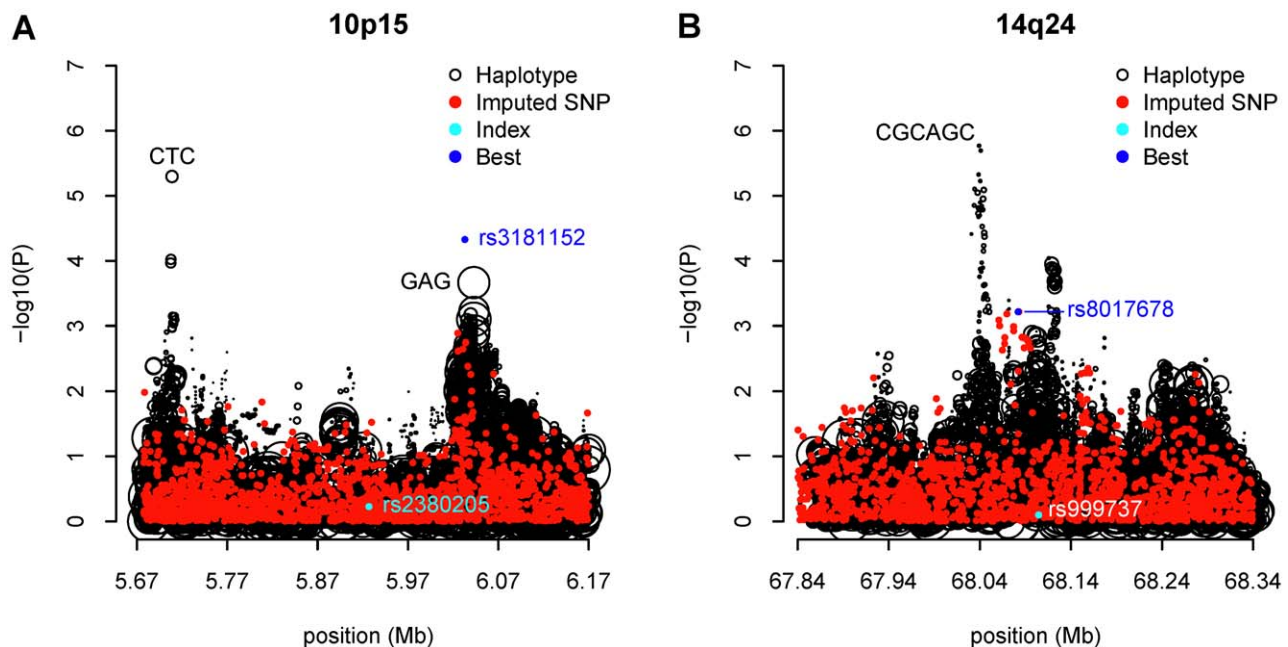 A
10p15
7
6
5
4
3
2
1
0
−log10(P)
Haplotype
Imputed SNP
Index
Best
CTC
rs3181152
GAG
rs2380205
5.67 5.77 5.87 5.97 6.07 6.17
position (Mb)
B
14q24
7
6
5
4
3
2
1
0
−log10(P)
Haplotype
Imputed SNP
Index
Best
CGCAGC
rs8017678
rs999737
67.84 67.94 68.04 68.14 68.24 68.34
position (Mb)